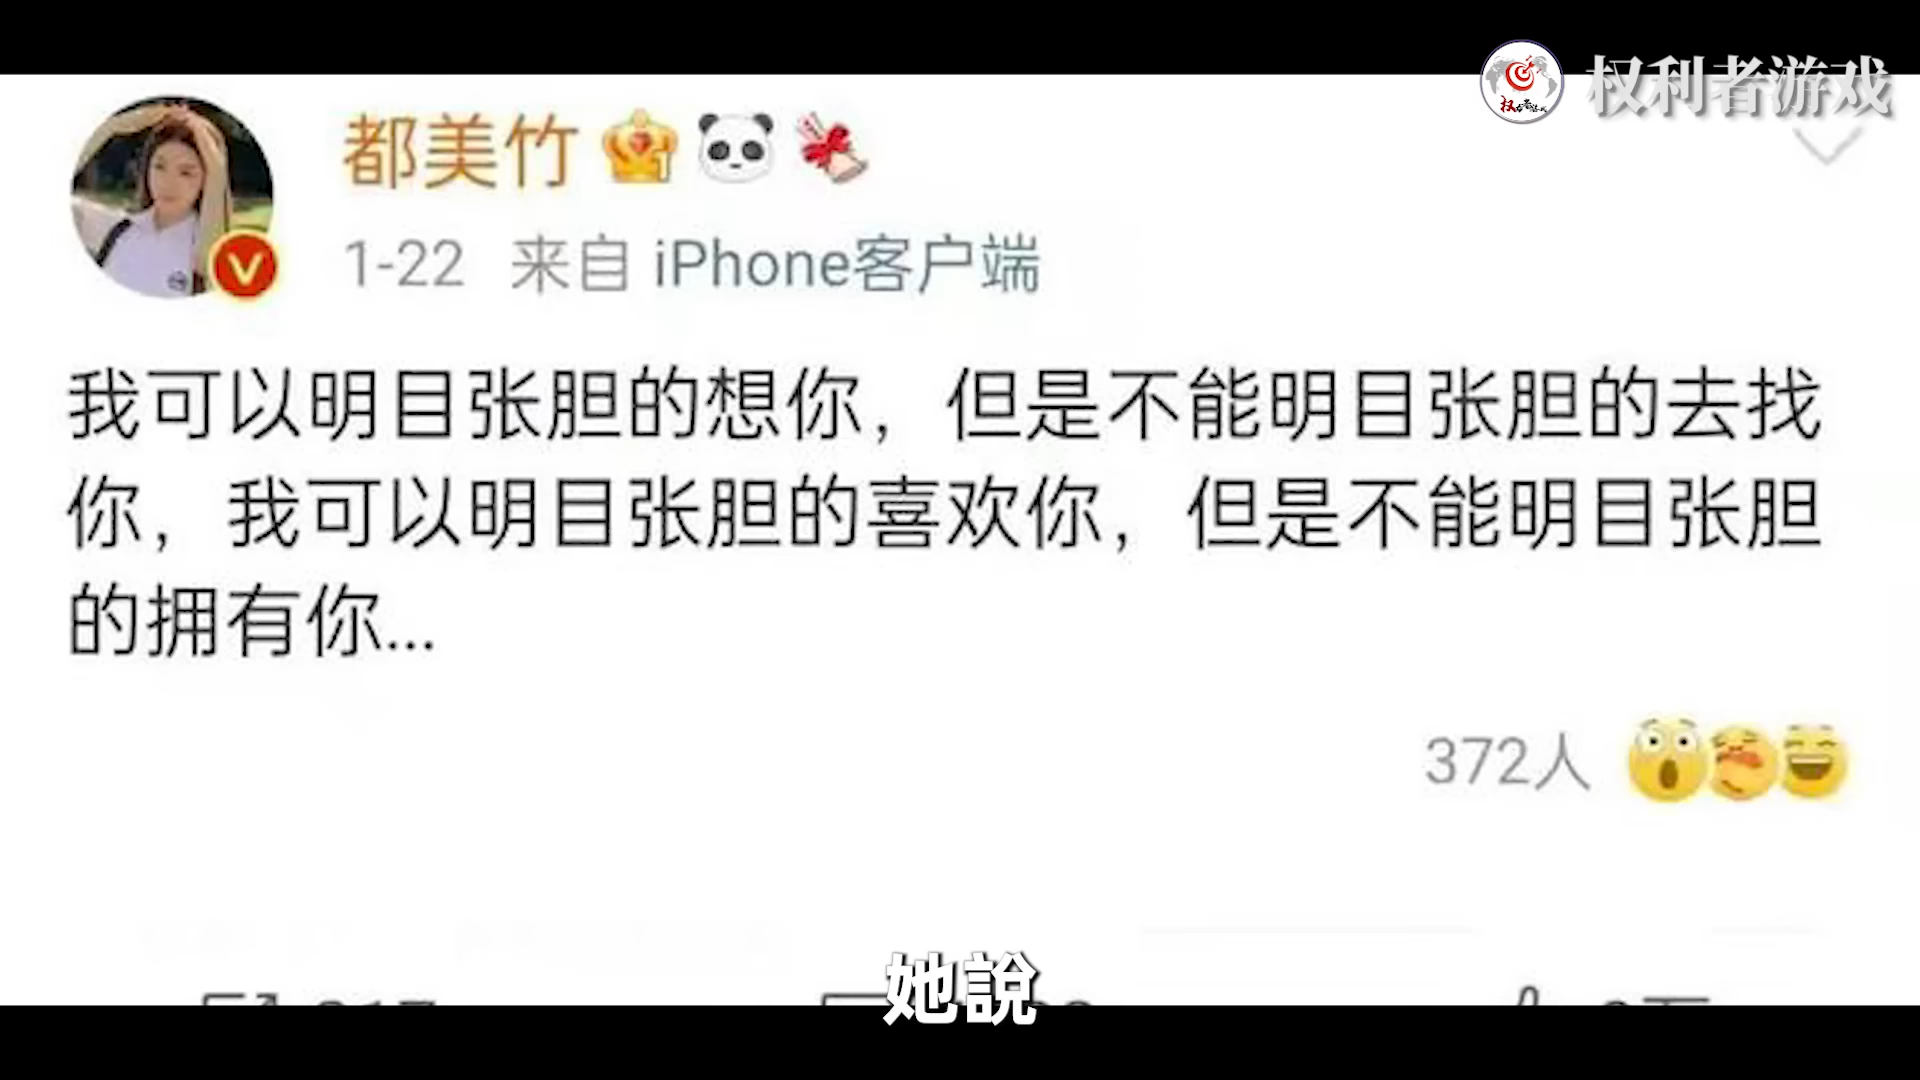 权利者游戏
都美竹
1-22 来自 iPhone客户端
我可以明目张胆的想你，但是不能明目张胆的去找
你，我可以明目张胆的喜欢你，但是不能明目张胆
的拥有你...
372人
她說